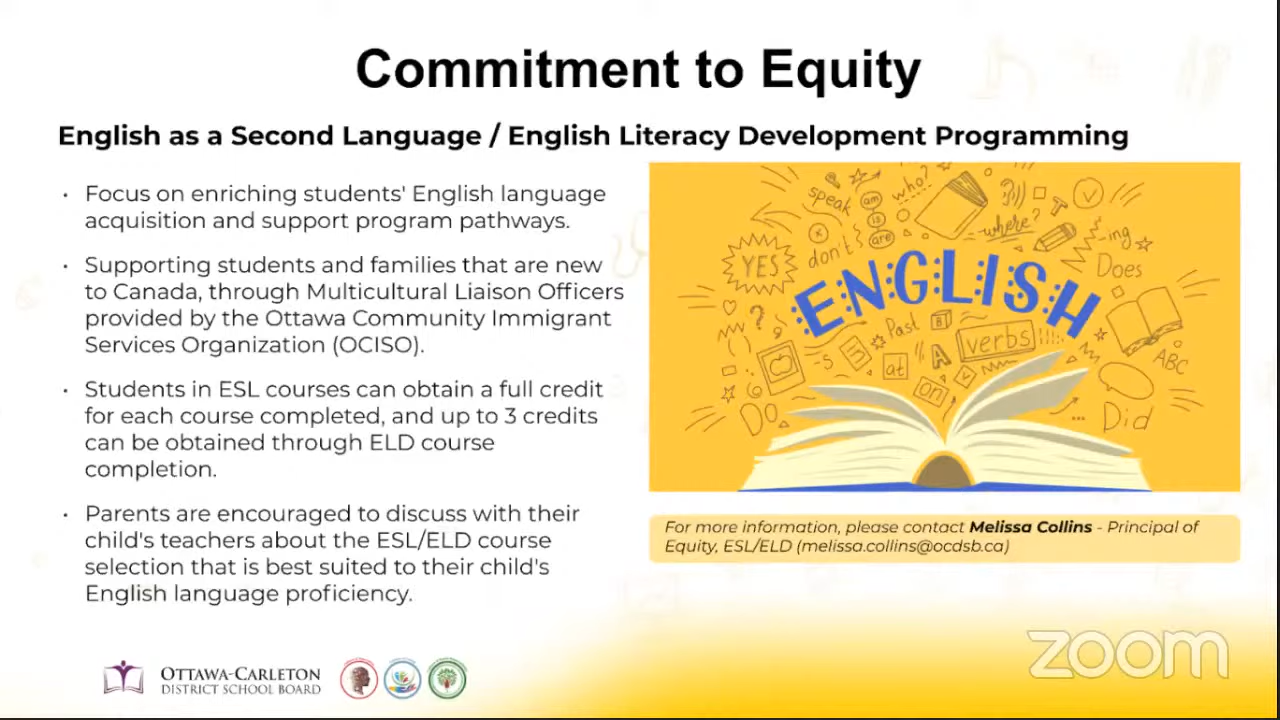 Commitment to Equity
English as a Second Language / English Literacy Development Programming
· Focus on enriching students' English language
acquisition and support program pathways.
· Supporting students and families that are new
to Canada, through Multicultural Liaison Officers
provided by the Ottawa Community Immigrant
Services Organization (OCISO).
· Students in ESL courses can obtain a full credit
for each course completed, and up to 3 credits
can be obtained through ELD course
completion.
· Parents are encouraged to discuss with their
child's teachers about the ESL/ELD course
selection that is best suited to their child's
English language proficiency.
speak
am
who?
is
are
don't
where?
T
-ing
YES
Does
ENGLISH
Past
B
verbs
?
-s
A
at
on
ABC
Do
...
Did
For more information, please contact Melissa Collins - Principal of
Equity, ESL/ELD (melissa.collins@ocdsb.ca)
OTTAWA-CARLETON
DISTRICT SCHOOL BOARD
zoom